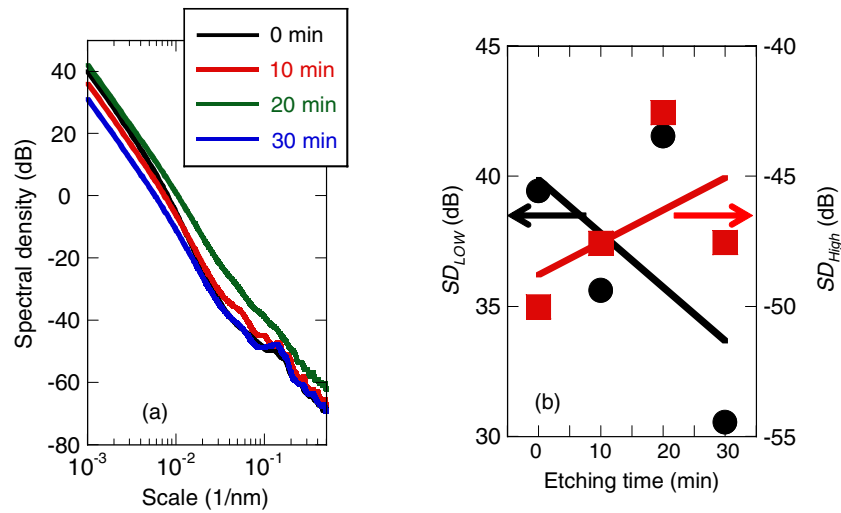 0 min
10 min
20 min
30 min
40
20
0
-20
-40
-60
-80
10⁻³
10⁻²
10⁻¹
Spectral density (dB)
Scale (1/nm)
(a)
45
40
35
30
SD_LOW (dB)
-40
-45
-50
-55
SD_High (dB)
0
10
20
30
Etching time (min)
(b)